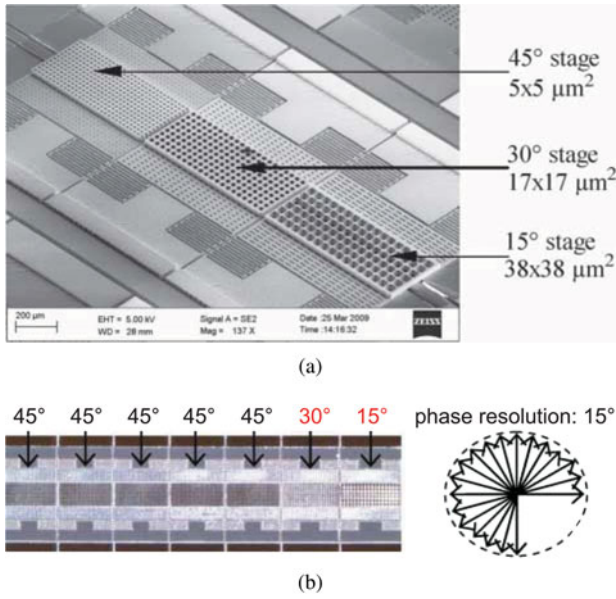 45° stage
5x5 μm²
30° stage
17x17 μm²
15° stage
38x38 μm²
200 μm
EHT = 5.00 kV
WD = 28 mm
Signal A = SE2
Mag = 137 X
Date :25 Mar 2009
Time :14:16:32
ZEISS
(a)
45° 45° 45° 45° 45° 30° 15° phase resolution: 15°
(b)